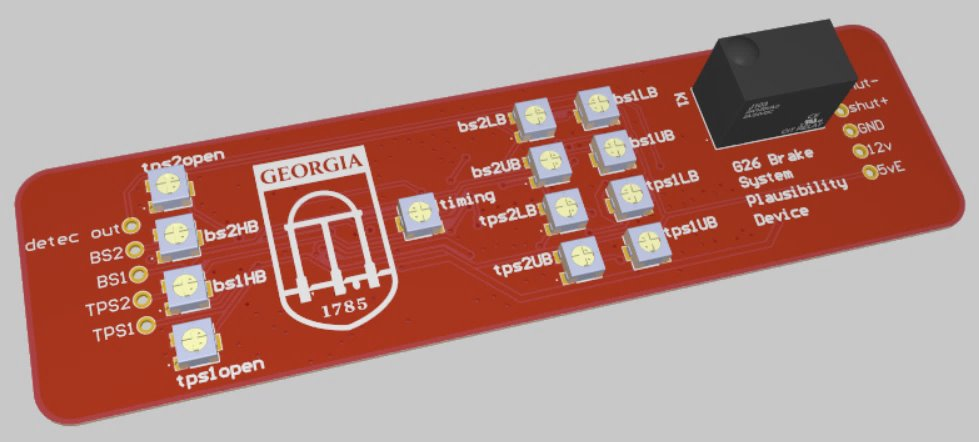 tps2open
detec out
BS2
BS1
TPS2
TPS1
bs2HB
bs1HB
tps1open
GEORGIA
1785
timing
bs2LB
bs1LB
bs2UB
bs1UB
tps2LB
tps1LB
tps2UB
tps1UB
K1
shut+
GND
12v
5vE
G26 Brake
System
Plausibility
Device